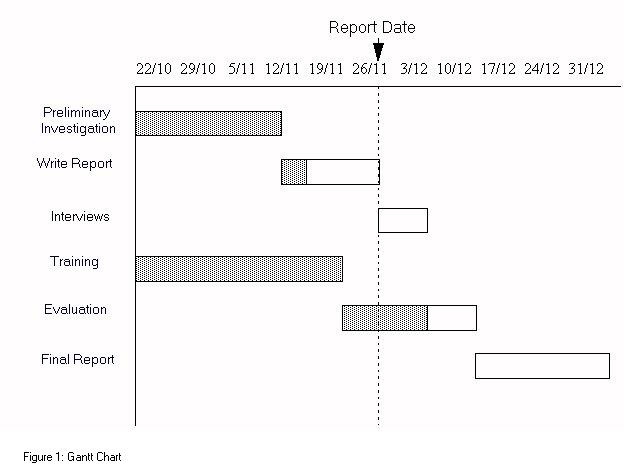 Report Date
22/10 29/10 5/11 12/11 19/11 26/11 3/12 10/12 17/12 24/12 31/12
Preliminary
Investigation
Write Report
Interviews
Training
Evaluation
Final Report
Figure 1: Gantt Chart